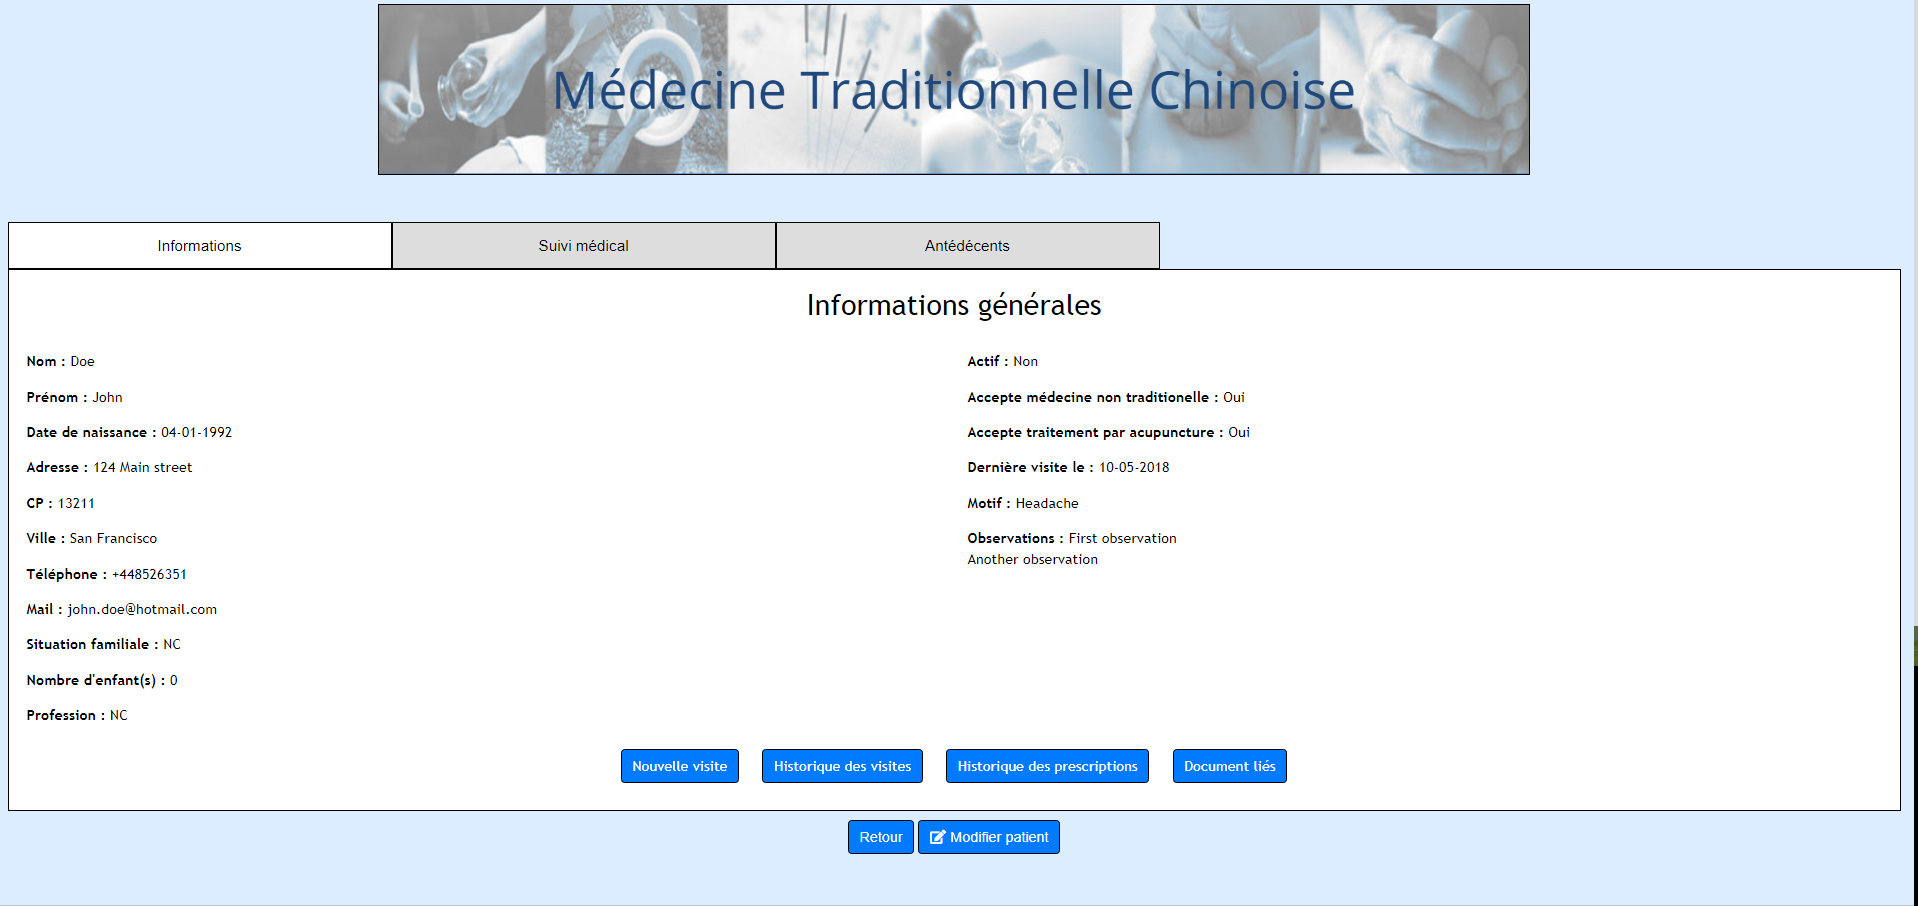 Médecine Traditionnelle Chinoise
Informations
Suivi médical
Antédécents
Informations générales
Nom : Doe
Prénom : John
Date de naissance : 04-01-1992
Adresse : 124 Main street
CP : 13211
Ville : San Francisco
Téléphone : +448526351
Mail : john.doe@hotmail.com
Situation familiale : NC
Nombre d'enfant(s) : 0
Profession : NC
Actif : Non
Accepte médecine non traditionelle : Oui
Accepte traitement par acupuncture : Oui
Dernière visite le : 10-05-2018
Motif : Headache
Observations : First observation
Another observation
Nouvelle visite
Historique des visites
Historique des prescriptions
Document liés
Retour
Modifier patient